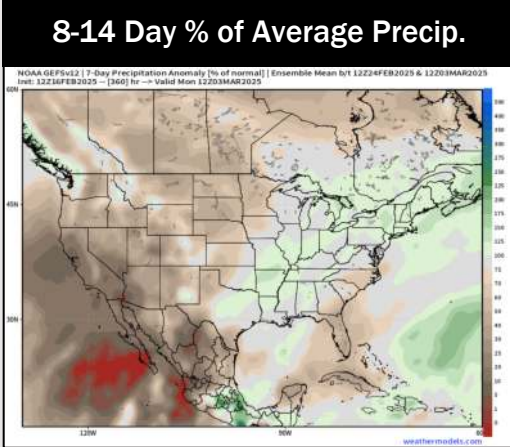 8-14 Day % of Average Precip.
NOAA GEFSv12 | 7-Day Precipitation Anomaly [% of normal] | Ensemble Mean b/t 12Z24FEB2025 & 12Z03MAR2025
Init: 12Z16FEB2025 -- [360] hr --> Valid Mon 12Z03MAR2025
60N
45N
30N
120W
90W
weathermodels.com